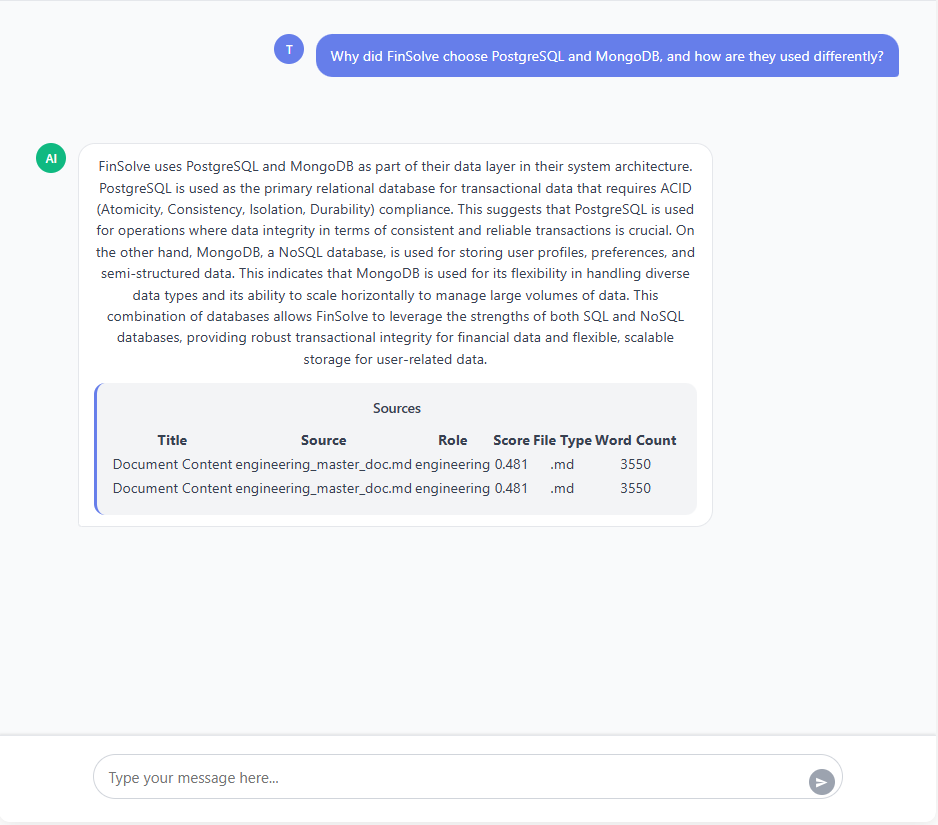 T
Why did FinSolve choose PostgreSQL and MongoDB, and how are they used differently?
AI
FinSolve uses PostgreSQL and MongoDB as part of their data layer in their system architecture.
PostgreSQL is used as the primary relational database for transactional data that requires ACID
(Atomicity, Consistency, Isolation, Durability) compliance. This suggests that PostgreSQL is used
for operations where data integrity in terms of consistent and reliable transactions is crucial. On
the other hand, MongoDB, a NoSQL database, is used for storing user profiles, preferences, and
semi-structured data. This indicates that MongoDB is used for its flexibility in handling diverse
data types and its ability to scale horizontally to manage large volumes of data. This
combination of databases allows FinSolve to leverage the strengths of both SQL and NoSQL
databases, providing robust transactional integrity for financial data and flexible, scalable
storage for user-related data.
Sources
Title Source Role Score File Type Word Count
Document Content engineering_master_doc.md engineering 0.481 .md 3550
Document Content engineering_master_doc.md engineering 0.481 .md 3550
Type your message here...